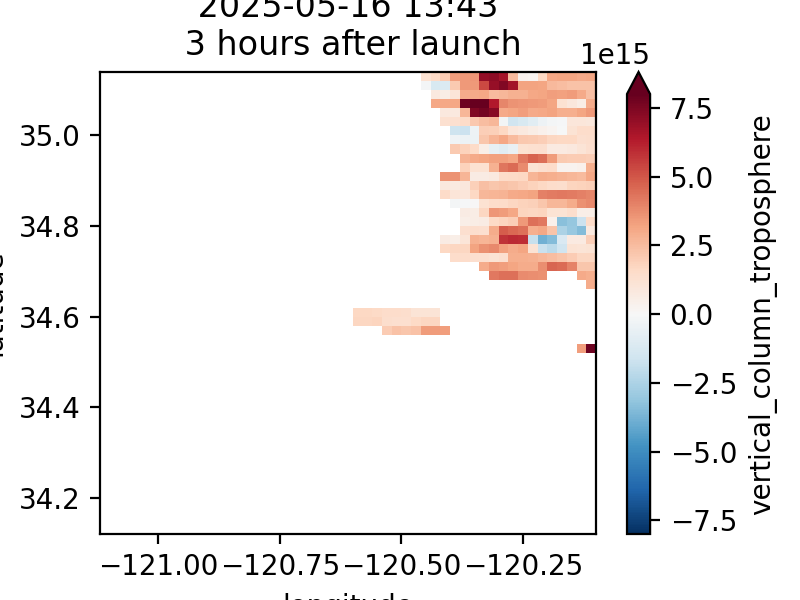 2025-05-16 13:43
3 hours after launch
1e15
35.0
34.8
34.6
34.4
34.2
−121.00 −120.75 −120.50 −120.25
longitude
latitude
7.5
5.0
2.5
0.0
−2.5
−5.0
−7.5
vertical_column_troposphere